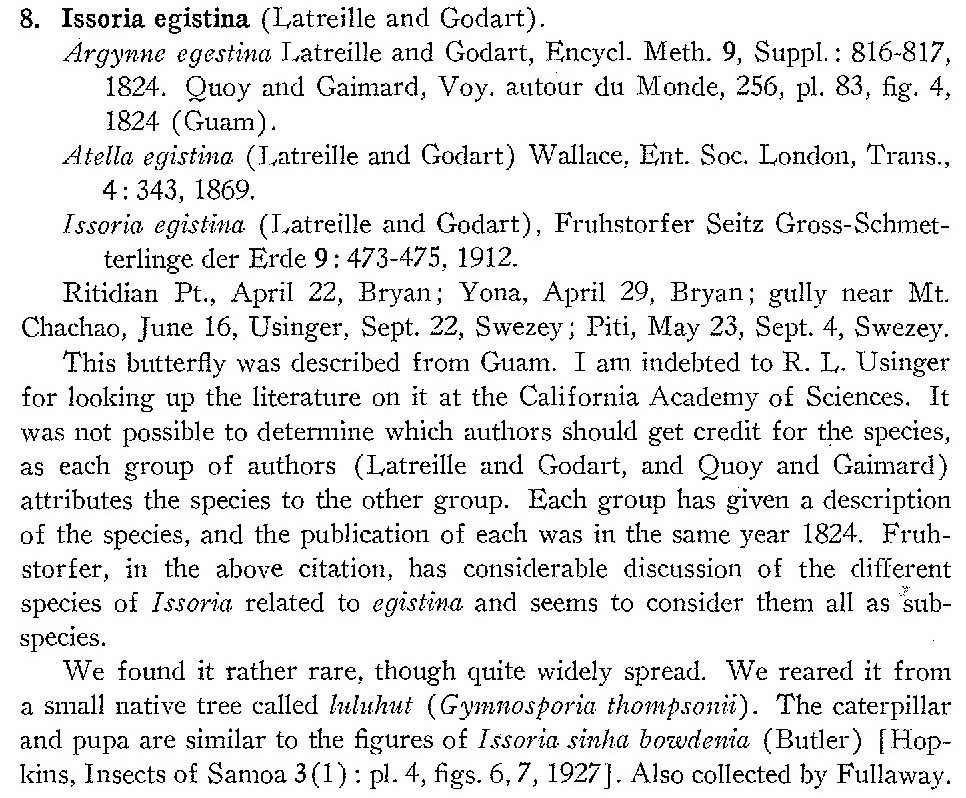 8. Issoria egistina (Latreille and Godart).
Argynne egestina Latreille and Godart, Encycl. Meth. 9, Suppl. : 816-817,
1824. Quoy and Gaimard, Voy. autour du Monde, 256, pl. 83, fig. 4,
1824 (Guam).
Atella egistina (Latreille and Godart) Wallace, Ent. Soc. London, Trans.,
4 : 343, 1869.
Issoria egistina (Latreille and Godart), Fruhstorfer Seitz Gross-Schmet-
terlinge der Erde 9 : 473-475, 1912.
Ritidian Pt., April 22, Bryan; Yona, April 29, Bryan; gully near Mt.
Chachao, June 16, Usinger, Sept. 22, Swezey; Piti, May 23, Sept. 4, Swezey.
This butterfly was described from Guam. I am indebted to R. L. Usinger
for looking up the literature on it at the California Academy of Sciences. It
was not possible to determine which authors should get credit for the species,
as each group of authors (Latreille and Godart, and Quoy and Gaimard)
attributes the species to the other group. Each group has given a description
of the species, and the publication of each was in the same year 1824. Fruh-
storfer, in the above citation, has considerable discussion of the different
species of Issoria related to egistina and seems to consider them all as sub-
species.
We found it rather rare, though quite widely spread. We reared it from
a small native tree called luluhut (Gymnosporia thompsonii). The caterpillar
and pupa are similar to the figures of Issoria sinha bowdenia (Butler) [Hop-
kins, Insects of Samoa 3(1) : pl. 4, figs. 6, 7, 1927]. Also collected by Fullaway.